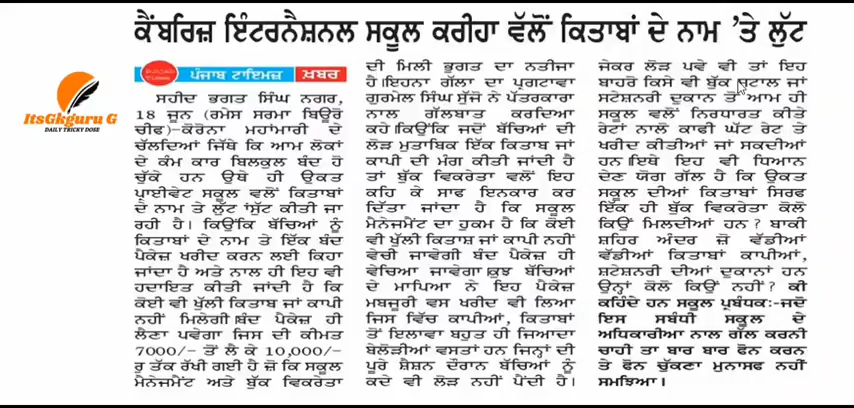 ਕੈਂਬਰਿਜ਼ ਇੰਟਰਨੈਸ਼ਨਲ ਸਕੂਲ ਕਰੀਹਾ ਵੱਲੋਂ ਕਿਤਾਬਾਂ ਦੇ ਨਾਮ 'ਤੇ ਲੁੱਟ
ItsGkguru G
DAILY TRICKY DOSE
ਪੰਜਾਬ ਟਾਇਮਜ਼ ਖ਼ਬਰ
ਸ਼ਹੀਦ ਭਗਤ ਸਿੰਘ ਨਗਰ,
18 ਜੂਨ (ਰਮੇਸ ਸਰਮਾ ਬਿਊਰੋ
ਚੀਫ)-ਕੋਰੋਨਾ ਮਹਾਂਮਾਰੀ ਦੇ
ਚੱਲਦਿਆਂ ਜਿੱਥੇ ਕਿ ਆਮ ਲੋਕਾਂ
ਦੇ ਕੰਮ ਕਾਰ ਬਿਲਕੁਲ ਬੰਦ ਹੋ
ਚੁੱਕੇ ਹਨ ਉਥੇ ਹੀ ਉਕਤ
ਪ੍ਰਾਈਵੇਟ ਸਕੂਲ ਵਲੋਂ ਕਿਤਾਬਾਂ
ਦੇ ਨਾਮ ਤੇ ਲੁੱਟ ਖਾਂਸੁੱਟ ਕੀਤੀ ਜਾ
ਰਹੀ ਹੈ। ਕਿਉਂਕਿ ਬੱਚਿਆਂ ਨੂੰ
ਕਿਤਾਬਾਂ ਦੇ ਨਾਮ ਤੇ ਇੱਕ ਬੰਦ
ਪੈਕੇਜ਼ ਖਰੀਦ ਕਰਨ ਲਈ ਕਿਹਾ
ਜਾਂਦਾ ਹੈ ਅਤੇ ਨਾਲ ਹੀ ਇਹ ਵੀ
ਹਦਾਇਤ ਕੀਤੀ ਜਾਂਦੀ ਹੈ ਕਿ
ਕੋਈ ਵੀ ਖੁੱਲੀ ਕਿਤਾਬ ਜਾਂ ਕਾਪੀ
ਨਹੀਂ ਮਿਲੇਗੀ।ਬੰਦ ਪੈਕੇਜ਼ ਹੀ
ਲੈਣਾ ਪਵੇਗਾ ਜਿਸ ਦੀ ਕੀਮਤ
7000/- ਤੋਂ ਲੈ ਕੇ 10,000/-
ਰੁ ਤੱਕ ਰੱਖੀ ਗਈ ਹੈ ਜੋ ਕਿ ਸਕੂਲ
ਮੈਨੇਜਮੈਂਟ ਅਤੇ ਬੁੱਕ ਵਿਕਰੇਤਾ
ਦੀ ਮਿਲੀ ਭੁਗਤ ਦਾ ਨਤੀਜਾ
ਹੈ।ਇਹਨਾ ਗੱਲਾ ਦਾ ਪ੍ਰਗਟਾਵਾ
ਗੁਰਮੇਲ ਸਿੰਘ ਸੁੱਜੋ ਨੇ ਪੱਤਰਕਾਰਾ
ਨਾਲ ਗੱਲਬਾਤ ਕਰਦਿਆ
ਕਹੇ।ਕਿਉਂਕਿ ਜਦੋਂ ਬੱਚਿਆਂ ਦੀ
ਲੋੜ ਮੁਤਾਬਿਕ ਇੱਕ ਕਿਤਾਬ ਜਾਂ
ਕਾਪੀ ਦੀ ਮੰਗ ਕੀਤੀ ਜਾਂਦੀ ਹੈ
ਤਾਂ ਬੁੱਕ ਵਿਕਰੇਤਾ ਵਲੋਂ ਇਹ
ਕਹਿ ਕੇ ਸਾਫ ਇਨਕਾਰ ਕਰ
ਦਿੱਤਾ ਜਾਂਦਾ ਹੈ ਕਿ ਸਕੂਲ
ਮੈਨੇਜਮੈਂਟ ਦਾ ਹੁਕਮ ਹੈ ਕਿ ਕੋਈ
ਵੀ ਖੁੱਲੀ ਕਿਤਾਬ ਜਾਂ ਕਾਪੀ ਨਹੀਂ
ਵੇਚੀ ਜਾਵੇਗੀ ਬੰਦ ਪੈਕੇਜ਼ ਹੀ
ਵੇਚਿਆ ਜਾਵੇਗਾ।ਕੁਝ ਬੱਚਿਆਂ
ਦੇ ਮਾਪਿਆ ਨੇ ਇਹ ਪੈਕੇਜ਼
ਮਜਬੂਰੀ ਵਸ ਖਰੀਦ ਵੀ ਲਿਆ
ਜਿਸ ਵਿੱਚ ਕਾਪੀਆਂ, ਕਿਤਾਬਾਂ
ਤੋਂ ਇਲਾਵਾ ਬਹੁਤ ਹੀ ਜਿਆਦਾ
ਬੇਲੋੜੀਆਂ ਵਸਤਾਂ ਹਨ ਜਿਨ੍ਹਾਂ ਦੀ
ਪੂਰੇ ਸ਼ੈਸ਼ਨ ਦੌਰਾਨ ਬੱਚਿਆਂ ਨੂੰ
ਕਦੇ ਵੀ ਲੋੜ ਨਹੀਂ ਪੈਂਦੀ ਹੈ।
ਜੇਕਰ ਲੋੜ ਪਵੇ ਵੀ ਤਾਂ ਇਹ
ਬਾਹਰੋ ਕਿਸੇ ਵੀ ਬੁੱਕ ਸਟਾਲ ਜਾਂ
ਸਟੇਸ਼ਨਰੀ ਦੁਕਾਨ ਤੋਂ ਆਮ ਹੀ
ਸਕੂਲ ਵਲੋਂ ਨਿਰਧਾਰਤ ਕੀਤੇ
ਰੇਟਾਂ ਨਾਲੋ ਕਾਫੀ ਘੱਟ ਰੇਟ ਤੇ
ਖਰੀਦ ਕੀਤੀਆਂ ਜਾ ਸਕਦੀਆਂ
ਹਨ।ਇਥੇ ਇਹ ਵੀ ਧਿਆਨ
ਦੇਣ ਯੋਗ ਗੱਲ ਹੈ ਕਿ ਉਕਤ
ਸਕੂਲ ਦੀਆਂ ਕਿਤਾਬਾਂ ਸਿਰਫ
ਇੱਕ ਹੀ ਬੁੱਕ ਵਿਕਰੇਤਾ ਕੋਲੋ
ਕਿਉਂ ਮਿਲਦੀਆਂ ਹਨ? ਬਾਕੀ
ਸ਼ਹਿਰ ਅੰਦਰ ਜ਼ੋ ਵੱਡੀਆਂ
ਵੱਡੀਆਂ ਕਿਤਾਬਾਂ ਕਾਪੀਆਂ,
ਸ਼ਟੇਸ਼ਨਰੀ ਦੀਆਂ ਦੁਕਾਨਾਂ ਹਨ
ਉਨ੍ਹਾਂ ਕੋਲੋ ਕਿਉਂ ਨਹੀਂ? ਕੀ
ਕਹਿੰਦੇ ਹਨ ਸਕੂਲ ਪ੍ਰਬੰਧਕ:-ਜਦੋ
ਇਸ ਸਬੰਧੀ ਸਕੂਲ ਦੇ
ਅਧਿਕਾਰੀਆ ਨਾਲ ਗੱਲ ਕਰਨੀ
ਚਾਹੀ ਤਾ ਬਾਰ ਬਾਰ ਫੋਨ ਕਰਨ
ਤੇ ਫੋਨ ਚੁੱਕਣਾ ਮੁਨਾਸਫ ਨਹੀਂ
ਸਮਝਿਆ।